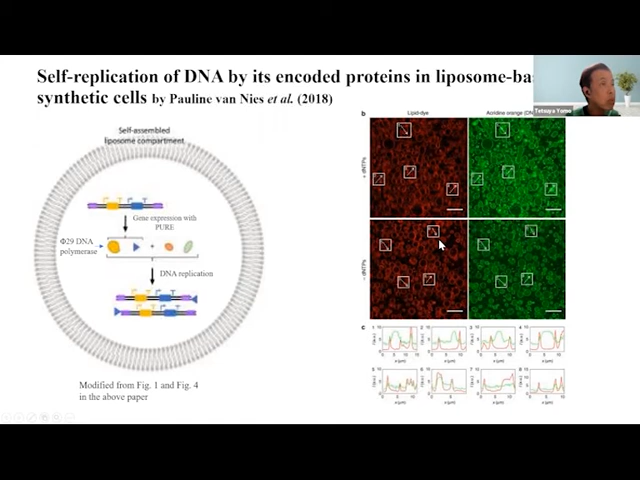 Self-replication of DNA by its encoded proteins in liposome-ba
synthetic cells by Pauline van Nies et al. (2018)
Tetsuya Yomo
Self-assembled
liposome compartment
Gene expression with
PURE
Φ29 DNA
polymerase
+
DNA replication
Modified from Fig. 1 and Fig. 4
in the above paper
b
Lipid-dye
Acridine orange (DN
+ dNTPs
- dNTPs
c